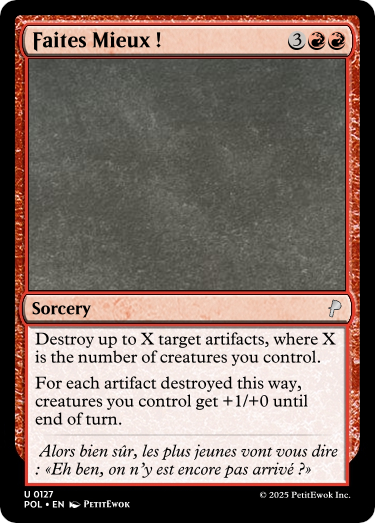 Faites Mieux ! 3
Sorcery
Destroy up to X target artifacts, where X
is the number of creatures you control.
For each artifact destroyed this way,
creatures you control get +1/+0 until
end of turn.
Alors bien sûr, les plus jeunes vont vous dire
: «Eh ben, on n’y est encore pas arrivé ?»
U 0127
POL • EN PetitEwok
© 2025 PetitEwok Inc.